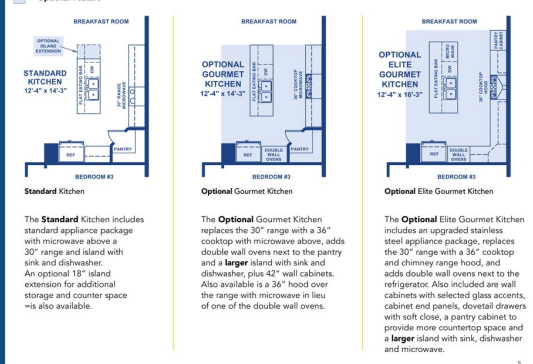 BREAKFAST ROOM
OPTIONAL
ISLAND
EXTENSION
STANDARD
KITCHEN
12'-4" x 14'-3"
FLAT EATING BAR
DW
30" RANGE
MICROWAVE
REF
PANTRY
BEDROOM #3
Standard Kitchen
The Standard Kitchen includes
standard appliance package
with microwave above a
30" range and island with
sink and dishwasher.
An optional 18" island
extension for additional
storage and counter space
=is also available.
BREAKFAST ROOM
OPTIONAL
GOURMET
KITCHEN
12'-4" x 14'-3"
FLAT EATING BAR
DW
36" COOKTOP
MICROWAVE
REF
DOUBLE
WALL
OVENS
PANTRY
BEDROOM #3
Optional Gourmet Kitchen
The Optional Gourmet Kitchen
replaces the 30" range with a 36"
cooktop with microwave above, adds
double wall ovens next to the pantry
and a larger island with sink and
dishwasher, plus 42" wall cabinets.
Also available is a 36" hood over
the range with microwave in lieu
of one of the double wall ovens.
BREAKFAST ROOM
PANTRY
CABINET
OPTIONAL
ELITE
GOURMET
KITCHEN
12'-4" x 16'-3"
MICRO
WAVE
FLAT EATING BAR
DW
36" COOKTOP
HOOD
REF
DOUBLE
WALL
OVENS
BEDROOM #3
Optional Elite Gourmet Kitchen
The Optional Elite Gourmet Kitchen
includes an upgraded stainless
steel appliance package, replaces
the 30" range with a 36" cooktop
and chimney range hood, and
adds double wall ovens next to the
refrigerator. Also included are wall
cabinets with selected glass accents,
cabinet end panels, dovetail drawers
with soft close, a pantry cabinet to
provide more countertop space and
a larger island with sink, dishwasher
and microwave.